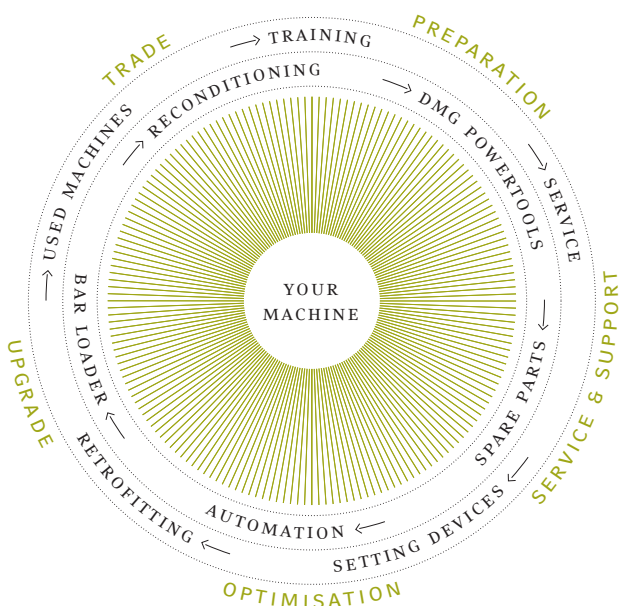 PREPARATION
SERVICE & SUPPORT
OPTIMISATION
UPGRADE
TRADE
TRAINING
SERVICE
SETTING DEVICES
RETROFITTING
USED MACHINES
RECONDITIONING
DMG POWERTOOLS
SPARE PARTS
AUTOMATION
BAR LOADER
YOUR
MACHINE